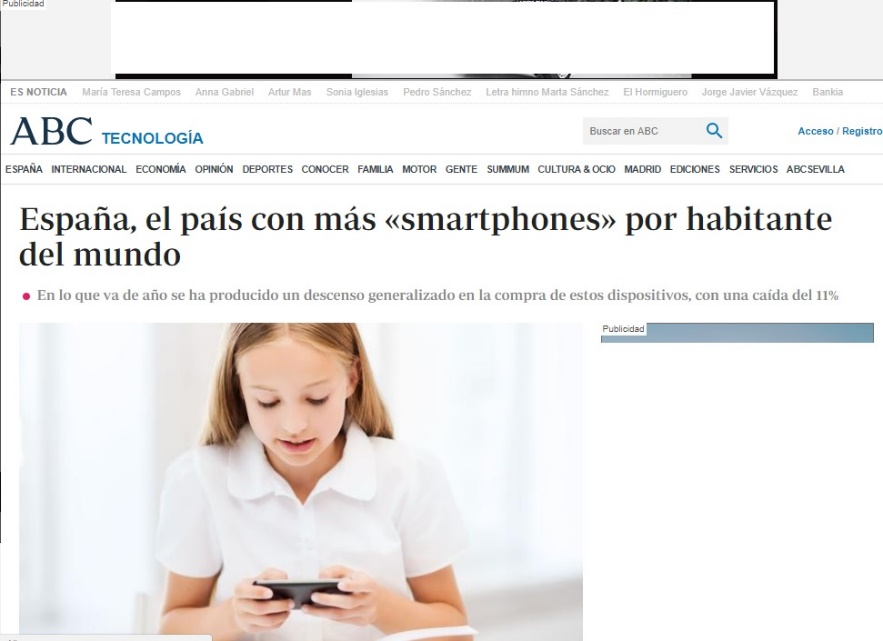 Publicidad
ES NOTICIA María Teresa Campos Anna Gabriel Artur Mas Sonia Iglesias Pedro Sánchez Letra himno Marta Sánchez El Hormiguero Jorge Javier Vázquez Bankia
ABC TECNOLOGÍA
Buscar en ABC
Acceso / Registro
ESPAÑA INTERNACIONAL ECONOMÍA OPINIÓN DEPORTES CONOCER FAMILIA MOTOR GENTE SUMMUM CULTURA & OCIO MADRID EDICIONES SERVICIOS ABCSEVILLA
España, el país con más «smartphones» por habitante
del mundo
En lo que va de año se ha producido un descenso generalizado en la compra de estos dispositivos, con una caída del 11%
Publicidad